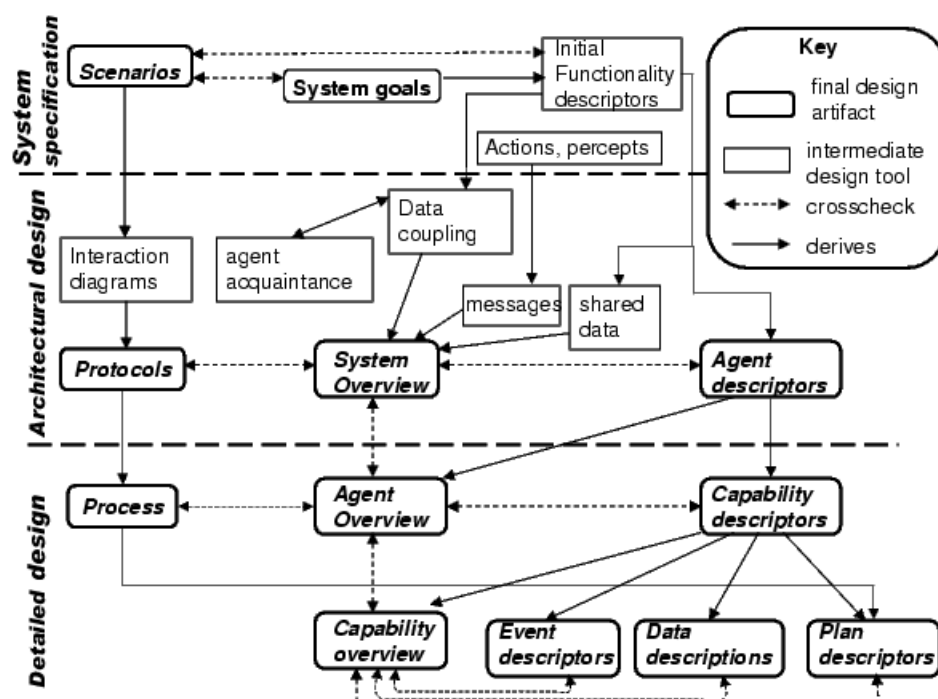 System
specification
Scenarios
System goals
Initial
Functionality
descriptors
Actions, percepts
Key
final design
artifact
intermediate
design tool
crosscheck
derives
Architectural design
Interaction
diagrams
agent
acquaintance
Data
coupling
messages
shared
data
Protocols
System
Overview
Agent
descriptors
Detailed design
Process
Agent
Overview
Capability
descriptors
Capability
overview
Event
descriptors
Data
descriptions
Plan
descriptors